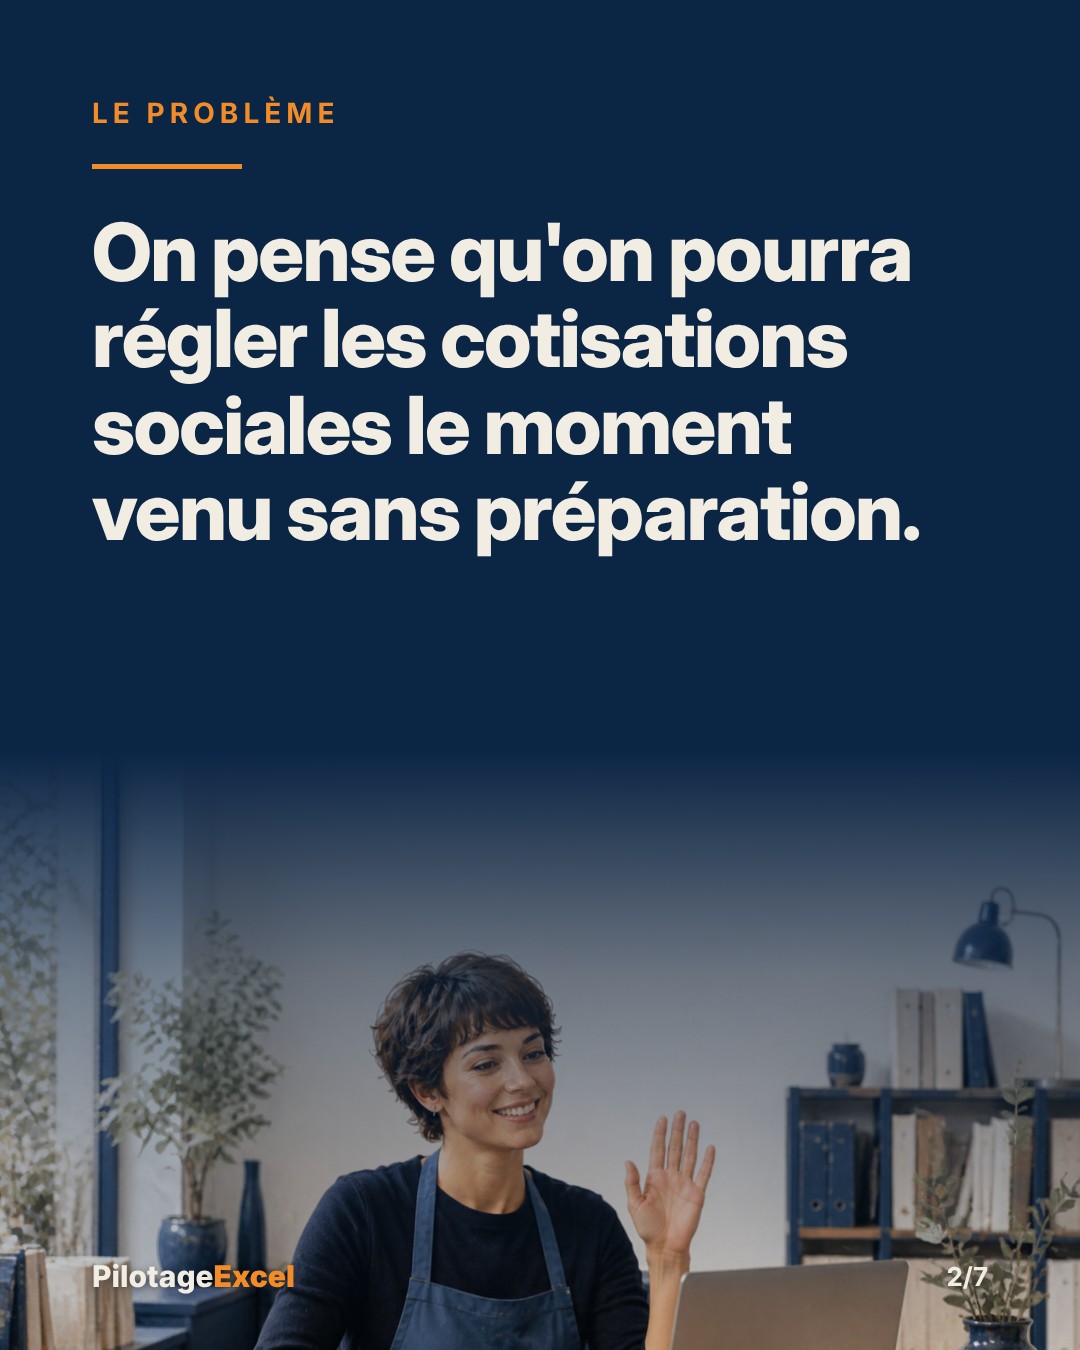 LE PROBLÈME
On pense qu'on pourra
régler les cotisations
sociales le moment
venu sans préparation.
PilotageExcel
2/7